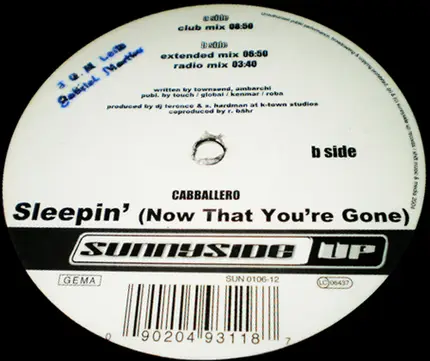 a side
club mix 08:50
b side
extended mix 06:50
radio mix 03:40
written by townsend, ambarchi
publ. by touch / global / kenmar / roba
produced by dj terence & s. hardman at k-town studios
coproduced by r. bähr
b side
CABBALLERO
Sleepin' (Now That You're Gone)
SUNNYSIDE UP
GEMA
SUN 0106-12
LC 06437
0 90204 93118 7